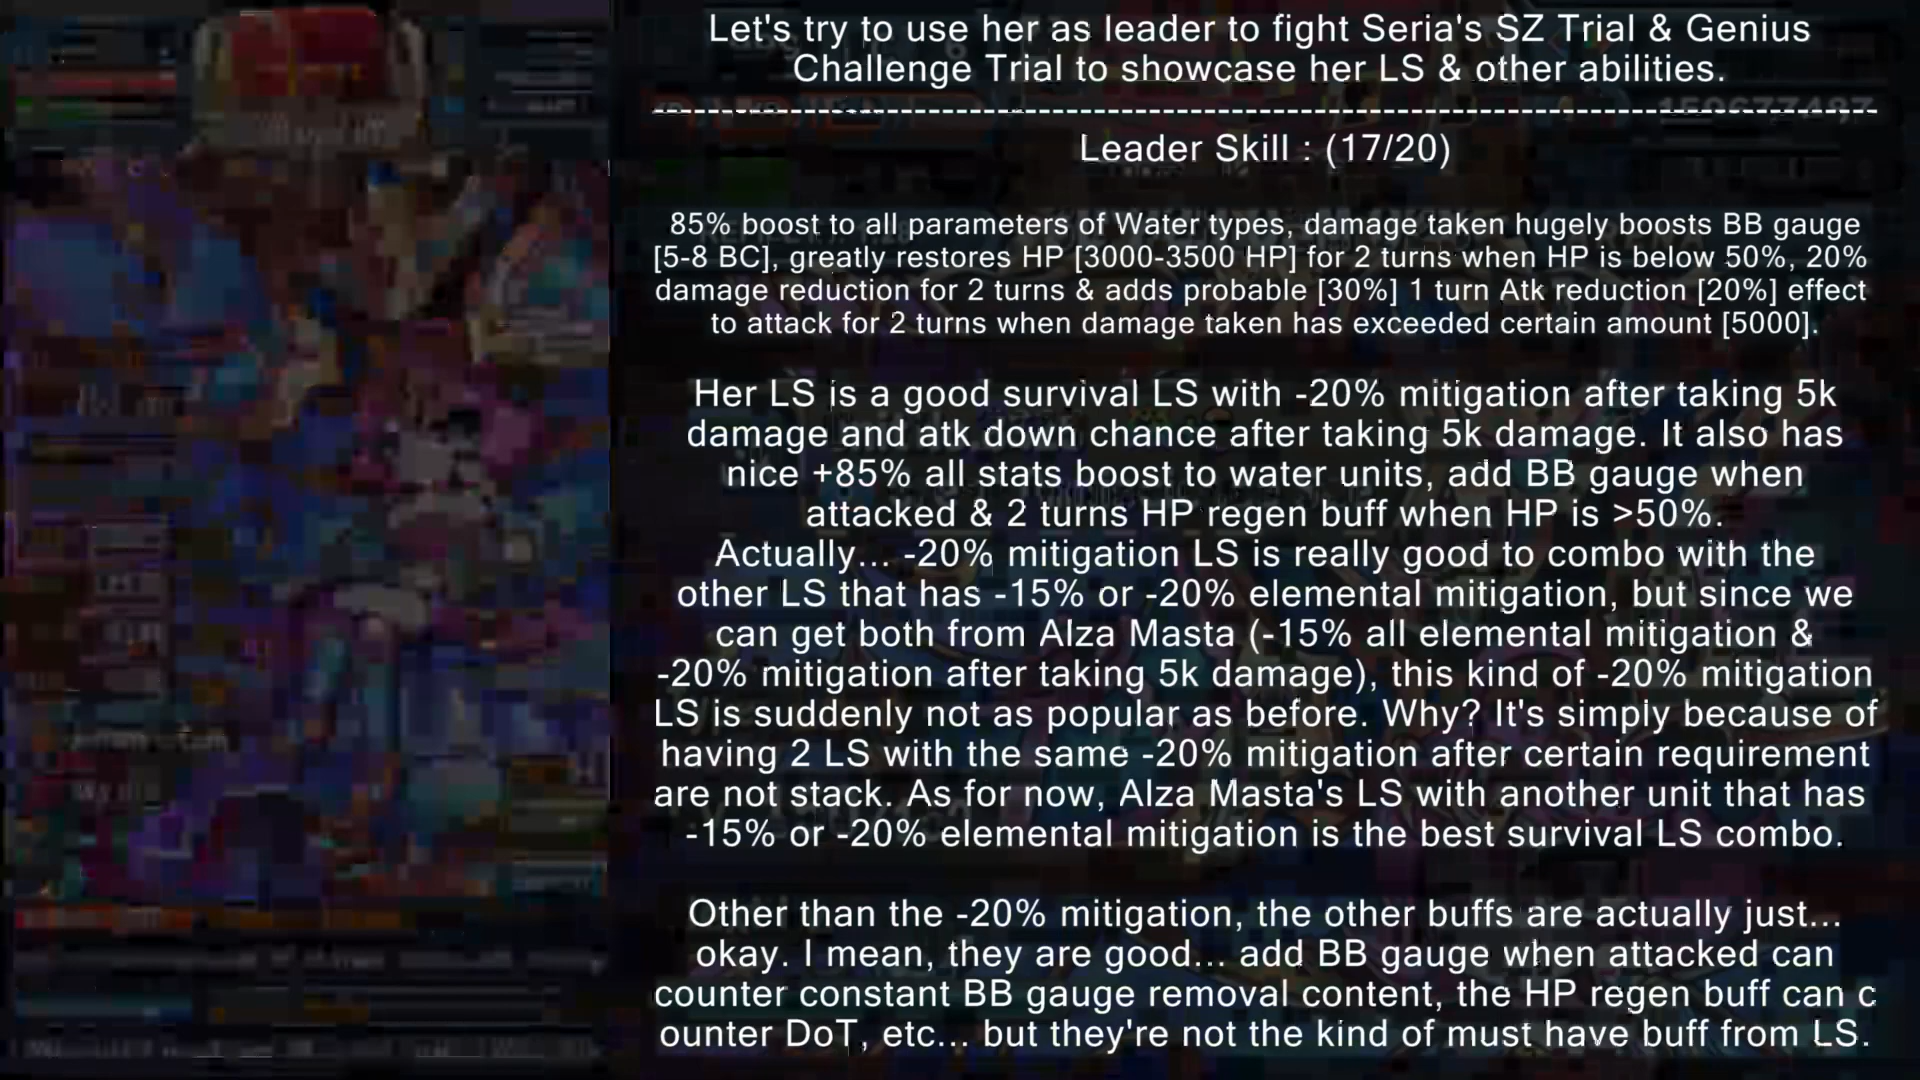 Let's try to use her as leader to fight Seria's SZ Trial & Genius
Challenge Trial to showcase her LS & other abilities.
Leader Skill : (17/20)
85% boost to all parameters of Water types, damage taken hugely boosts BB gauge
[5-8 BC], greatly restores HP [3000-3500 HP] for 2 turns when HP is below 50%, 20%
damage reduction for 2 turns & adds probable [30%] 1 turn Atk reduction [20%] effect
to attack for 2 turns when damage taken has exceeded certain amount [5000].
Her LS is a good survival LS with -20% mitigation after taking 5k
damage and atk down chance after taking 5k damage. It also has
nice +85% all stats boost to water units, add BB gauge when
attacked & 2 turns HP regen buff when HP is >50%.
Actually... -20% mitigation LS is really good to combo with the
other LS that has -15% or -20% elemental mitigation, but since we
can get both from Alza Masta (-15% all elemental mitigation &
-20% mitigation after taking 5k damage), this kind of -20% mitigation
LS is suddenly not as popular as before. Why? It's simply because of
having 2 LS with the same -20% mitigation after certain requirement
are not stack. As for now, Alza Masta's LS with another unit that has
-15% or -20% elemental mitigation is the best survival LS combo.
Other than the -20% mitigation, the other buffs are actually just...
okay. I mean, they are good... add BB gauge when attacked can
counter constant BB gauge removal content, the HP regen buff can c
ounter DoT, etc... but they're not the kind of must have buff from LS.